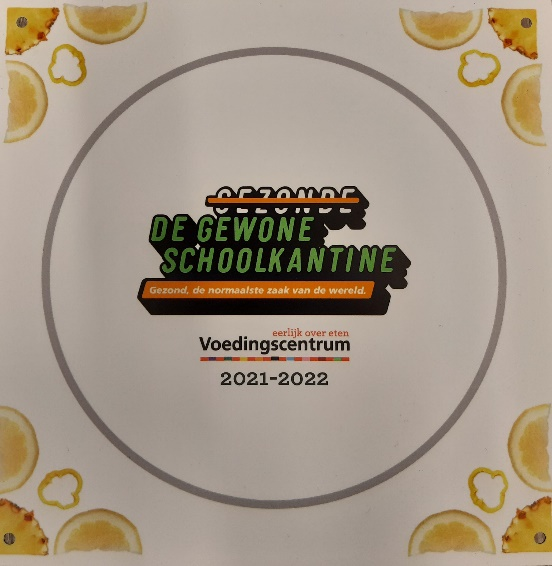 GEZONDE
DE GEWONE
SCHOOLKANTINE
Gezond, de normaalste zaak van de wereld.
eerlijk over eten
Voedingscentrum
2021-2022